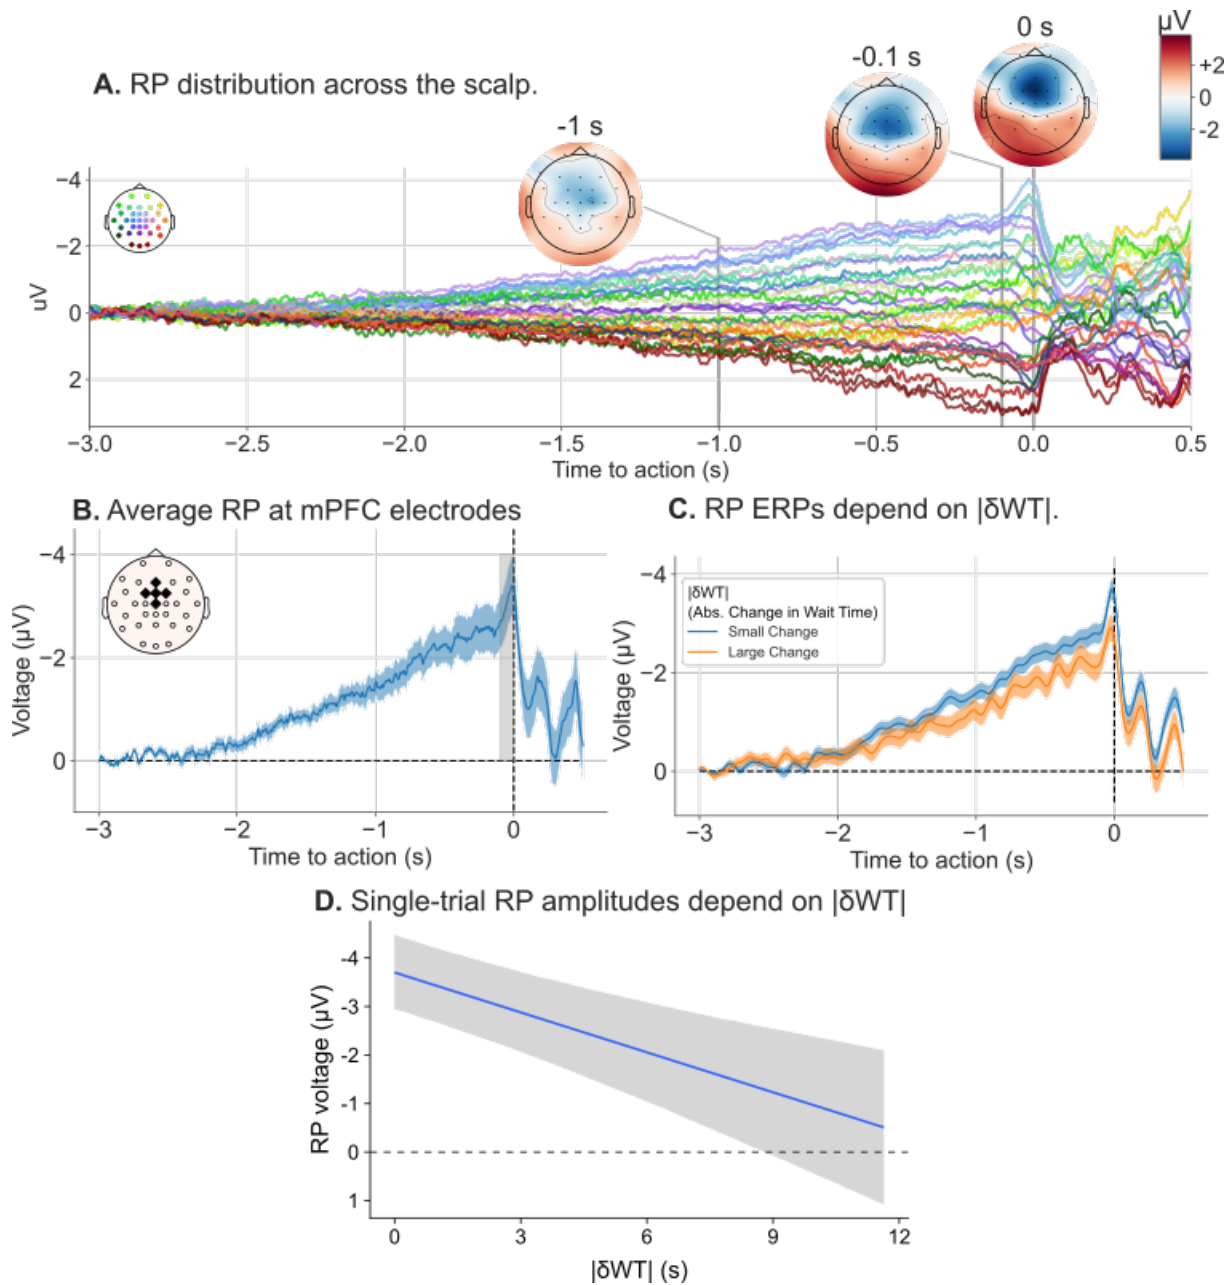 A. RP distribution across the scalp.
-1 s
-0.1 s
0 s
μV
+2
0
-2
−4
−2
0
2
uV
−3.0 −2.5 −2.0 −1.5 −1.0 −0.5 0.0 0.5
Time to action (s)
B. Average RP at mPFC electrodes
−4
−2
0
Voltage (μV)
−3 −2 −1 0
Time to action (s)
C. RP ERPs depend on |δWT|.
|δWT|
(Abs. Change in Wait Time)
Small Change
Large Change
−4
−2
0
Voltage (μV)
−3 −2 −1 0
Time to action (s)
D. Single-trial RP amplitudes depend on |δWT|
-4
-3
-2
-1
0
1
RP voltage (μV)
0 3 6 9 12
|δWT| (s)